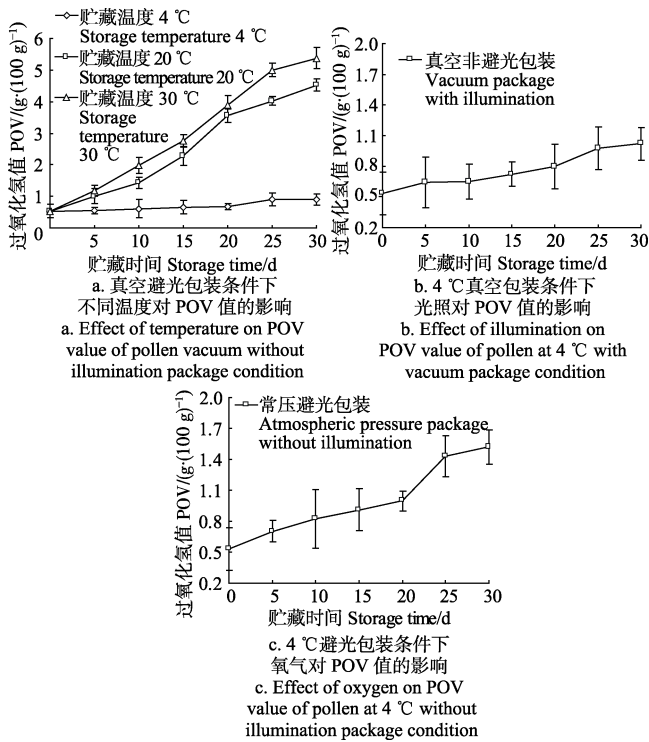 过氧化氢值 POV/(g·(100 g)⁻¹)
6
5
4
3
2
1
0
贮藏温度 4 ℃
Storage temperature 4 ℃
贮藏温度 20 ℃
Storage temperature 20 ℃
贮藏温度 30 ℃
Storage
temperature
30 ℃
5 10 15 20 25 30
贮藏时间 Storage time/d
a. 真空避光包装条件下
不同温度对 POV 值的影响
a. Effect of temperature on POV
value of pollen vacuum without
illumination package condition
过氧化氢值 POV/(g·(100 g)⁻¹)
2.0
1.7
1.4
1.1
0.8
0.5
0.2
真空非避光包装
Vacuum package
with illumination
0 5 10 15 20 25 30
贮藏时间 Storage time/d
b. 4 ℃真空包装条件下
光照对 POV 值的影响
b. Effect of illumination on
POV value of pollen at 4 ℃ with
vacuum package condition
过氧化氢值 POV/(g·(100 g)⁻¹)
2.0
1.7
1.4
1.1
0.8
0.5
0.2
常压避光包装
Atmospheric pressure package
without illumination
0 5 10 15 20 25 30
贮藏时间 Storage time/d
c. 4 ℃避光包装条件下
氧气对 POV 值的影响
c. Effect of oxygen on POV
value of pollen at 4 ℃ without
illumination package condition